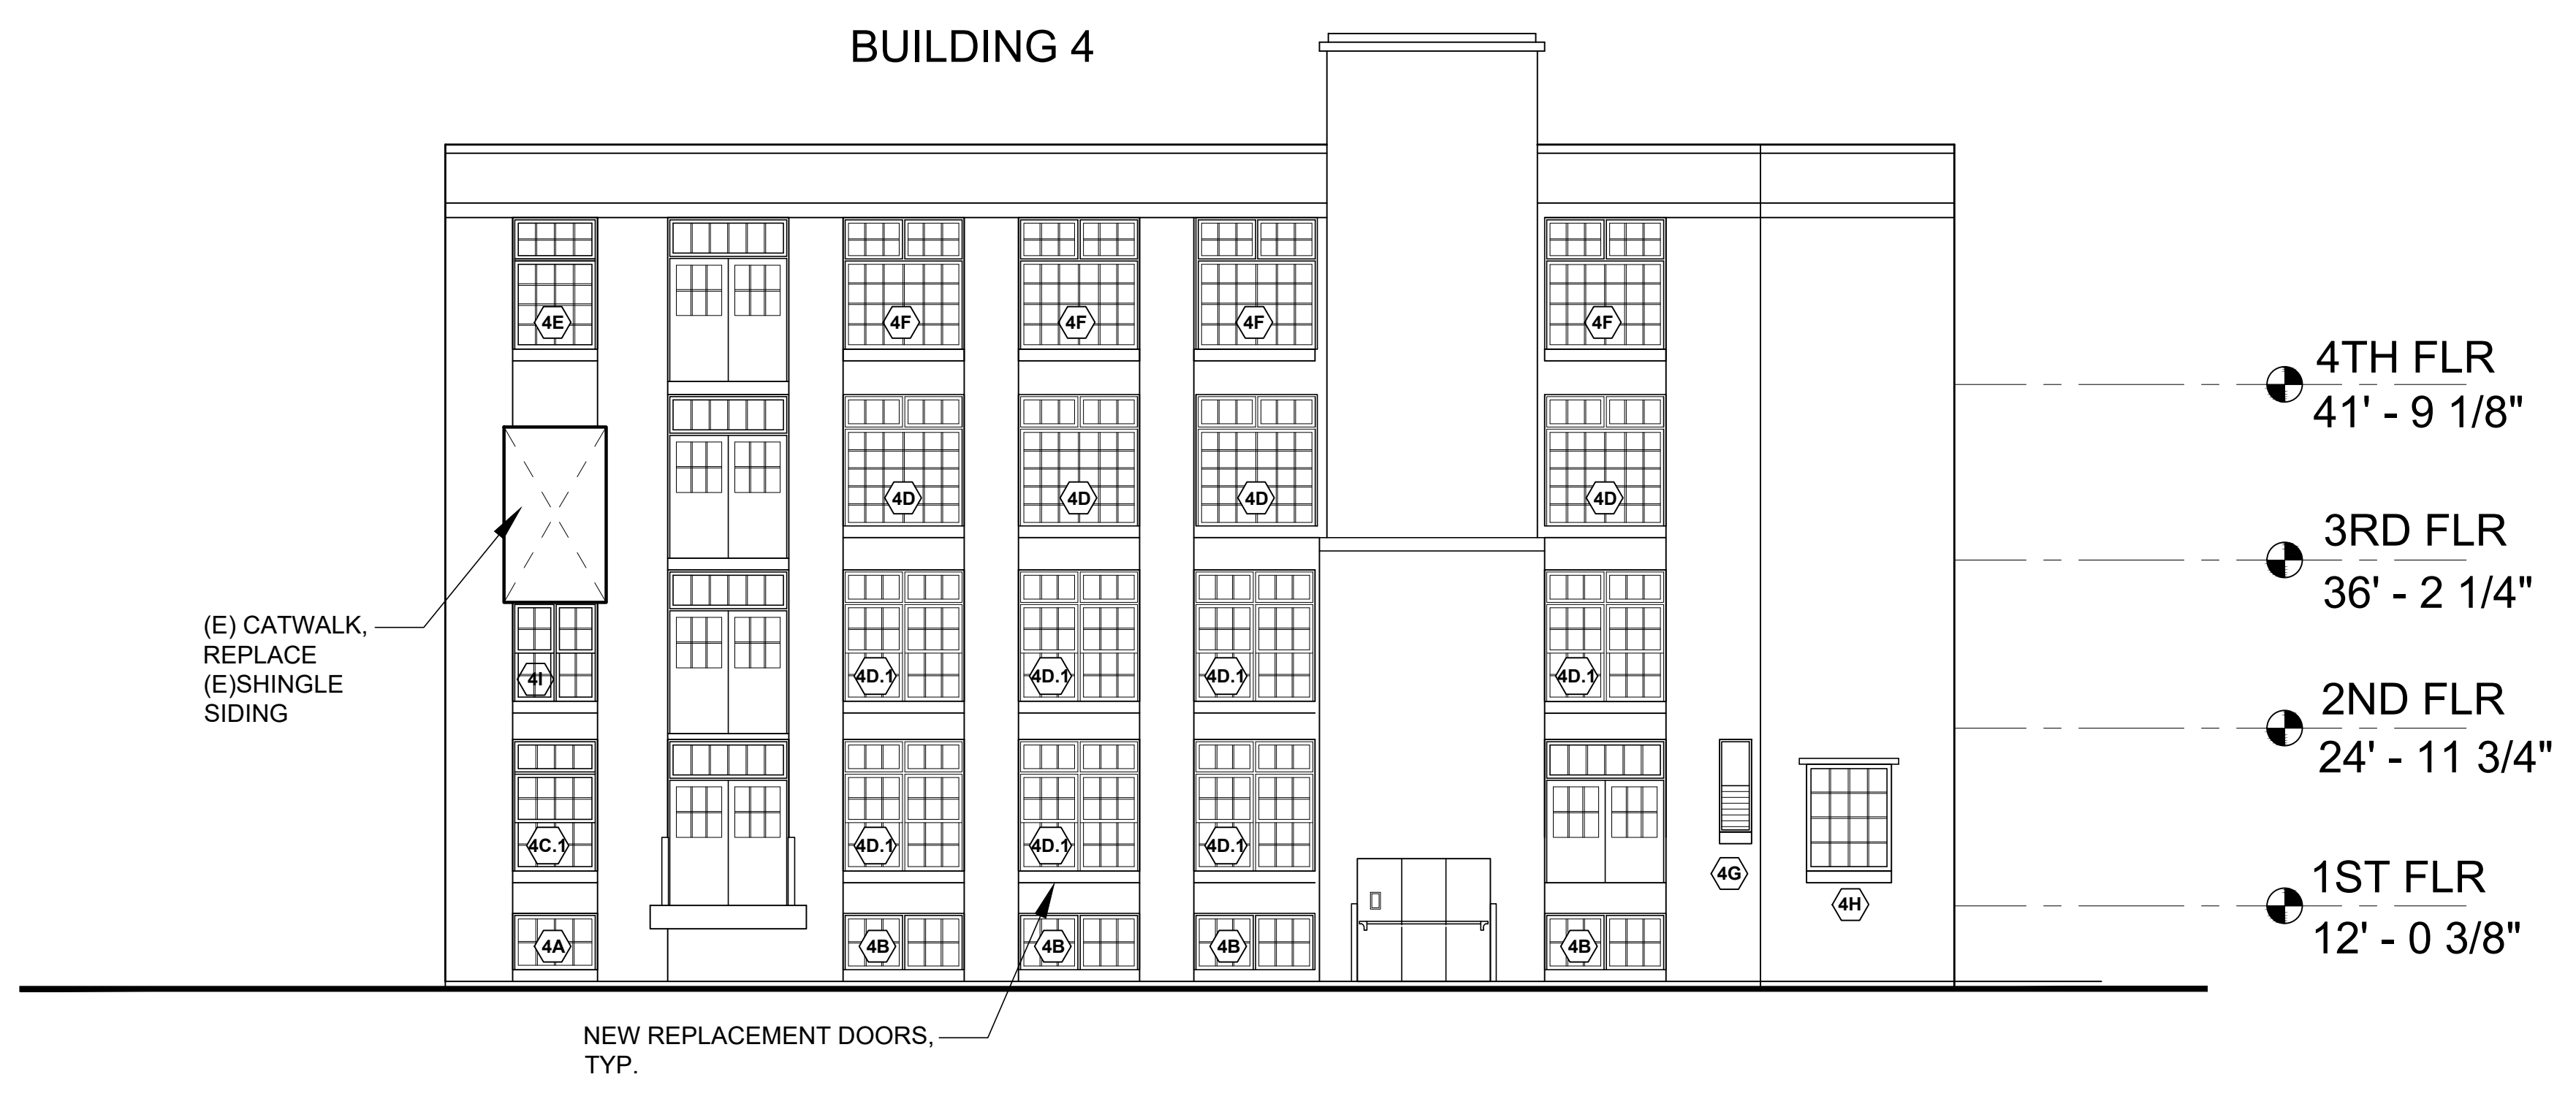 BUILDING 4
4E
4F
4F
4F
4F
4TH FLR
41' - 9 1/8"
4D
4D
4D
4D
3RD FLR
36' - 2 1/4"
(E) CATWALK,
REPLACE
(E)SHINGLE
SIDING
4I
4D.1
4D.1
4D.1
4D.1
2ND FLR
24' - 11 3/4"
4C.1
4D.1
4D.1
4D.1
4G
4H
1ST FLR
12' - 0 3/8"
4A
4B
4B
4B
4B
NEW REPLACEMENT DOORS,
TYP.